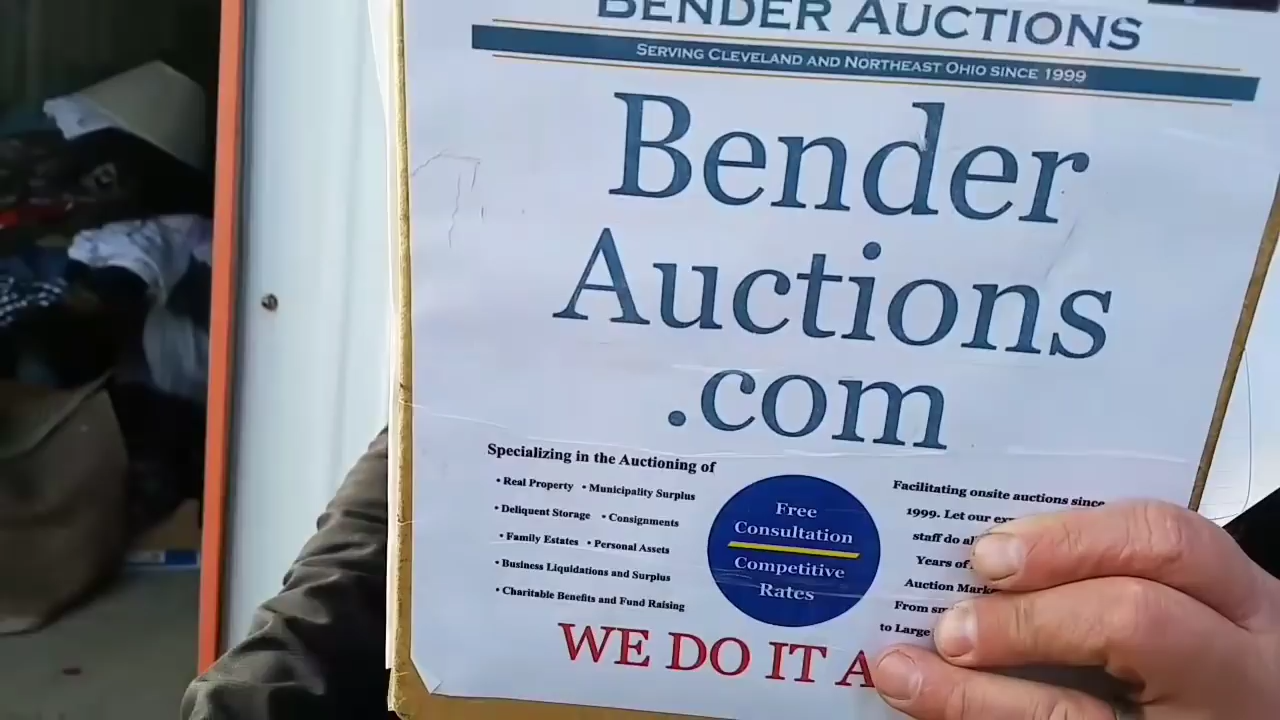 BENDER AUCTIONS
SERVING CLEVELAND AND NORTHEAST OHIO SINCE 1999
Bender
Auctions
.com
Specializing in the Auctioning of
• Real Property • Municipality Surplus
• Deliquent Storage • Consignments
• Family Estates • Personal Assets
• Business Liquidations and Surplus
• Charitable Benefits and Fund Raising
Free
Consultation
Competitive
Rates
Facilitating onsite auctions since
1999. Let our
staff do
Years of
Auction
From
to Large
WE DO IT A